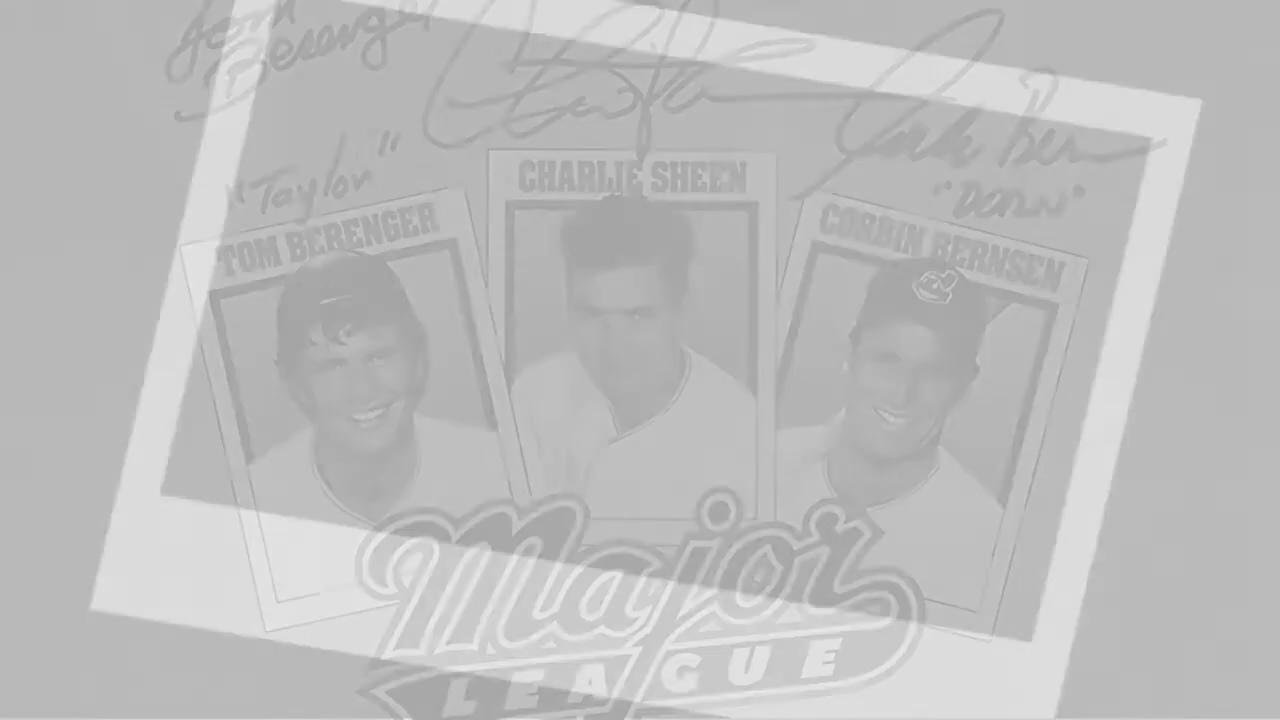 Tom
Berenger
"Taylor"
"DORN"
TOM BERENGER
CHARLIE SHEEN
CORBIN BERNSEN
Major
LEAGUE